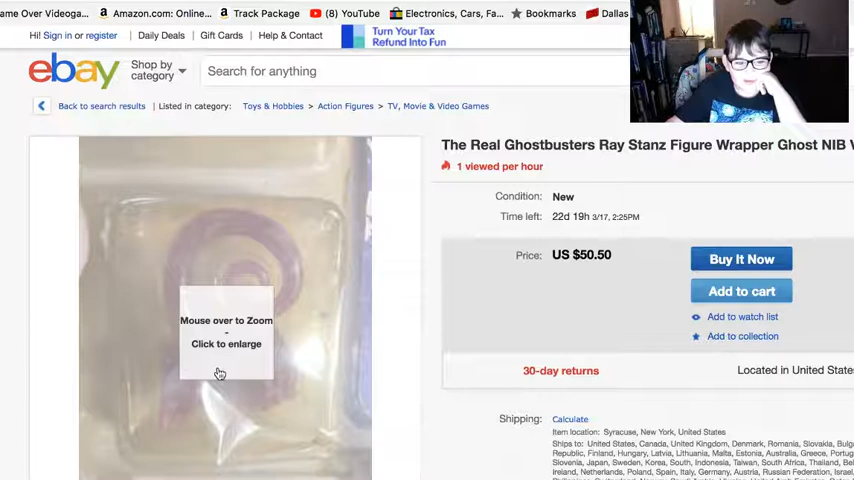 ame Over Videoga...
Amazon.com: Online...
Track Package
(8) YouTube
Electronics, Cars, Fa...
Bookmarks
Dallas
Hi! Sign in or register
Daily Deals
Gift Cards
Help & Contact
Turn Your Tax
Refund Into Fun
ebay
Shop by
category
Search for anything
Back to search results
Listed in category:
Toys & Hobbies > Action Figures > TV, Movie & Video Games
The Real Ghostbusters Ray Stanz Figure Wrapper Ghost NIB V
1 viewed per hour
Condition: New
Time left: 22d 19h 3/17, 2:25PM
Price: US $50.50
Buy It Now
Add to cart
Add to watch list
Add to collection
Mouse over to Zoom
-
Click to enlarge
30-day returns
Located in United States
Shipping: Calculate
Item location: Syracuse, New York, United States
Ships to: United States, Canada, United Kingdom, Denmark, Romania, Slovakia, Bulg
Republic, Finland, Hungary, Latvia, Lithuania, Malta, Estonia, Australia, Greece, Portug
Slovenia, Japan, Sweden, Korea, South, Indonesia, Taiwan, South Africa, Thailand, Bel
Ireland, Netherlands, Poland, Spain, Italy, Germany, Austria, Russian Federation, Israel,